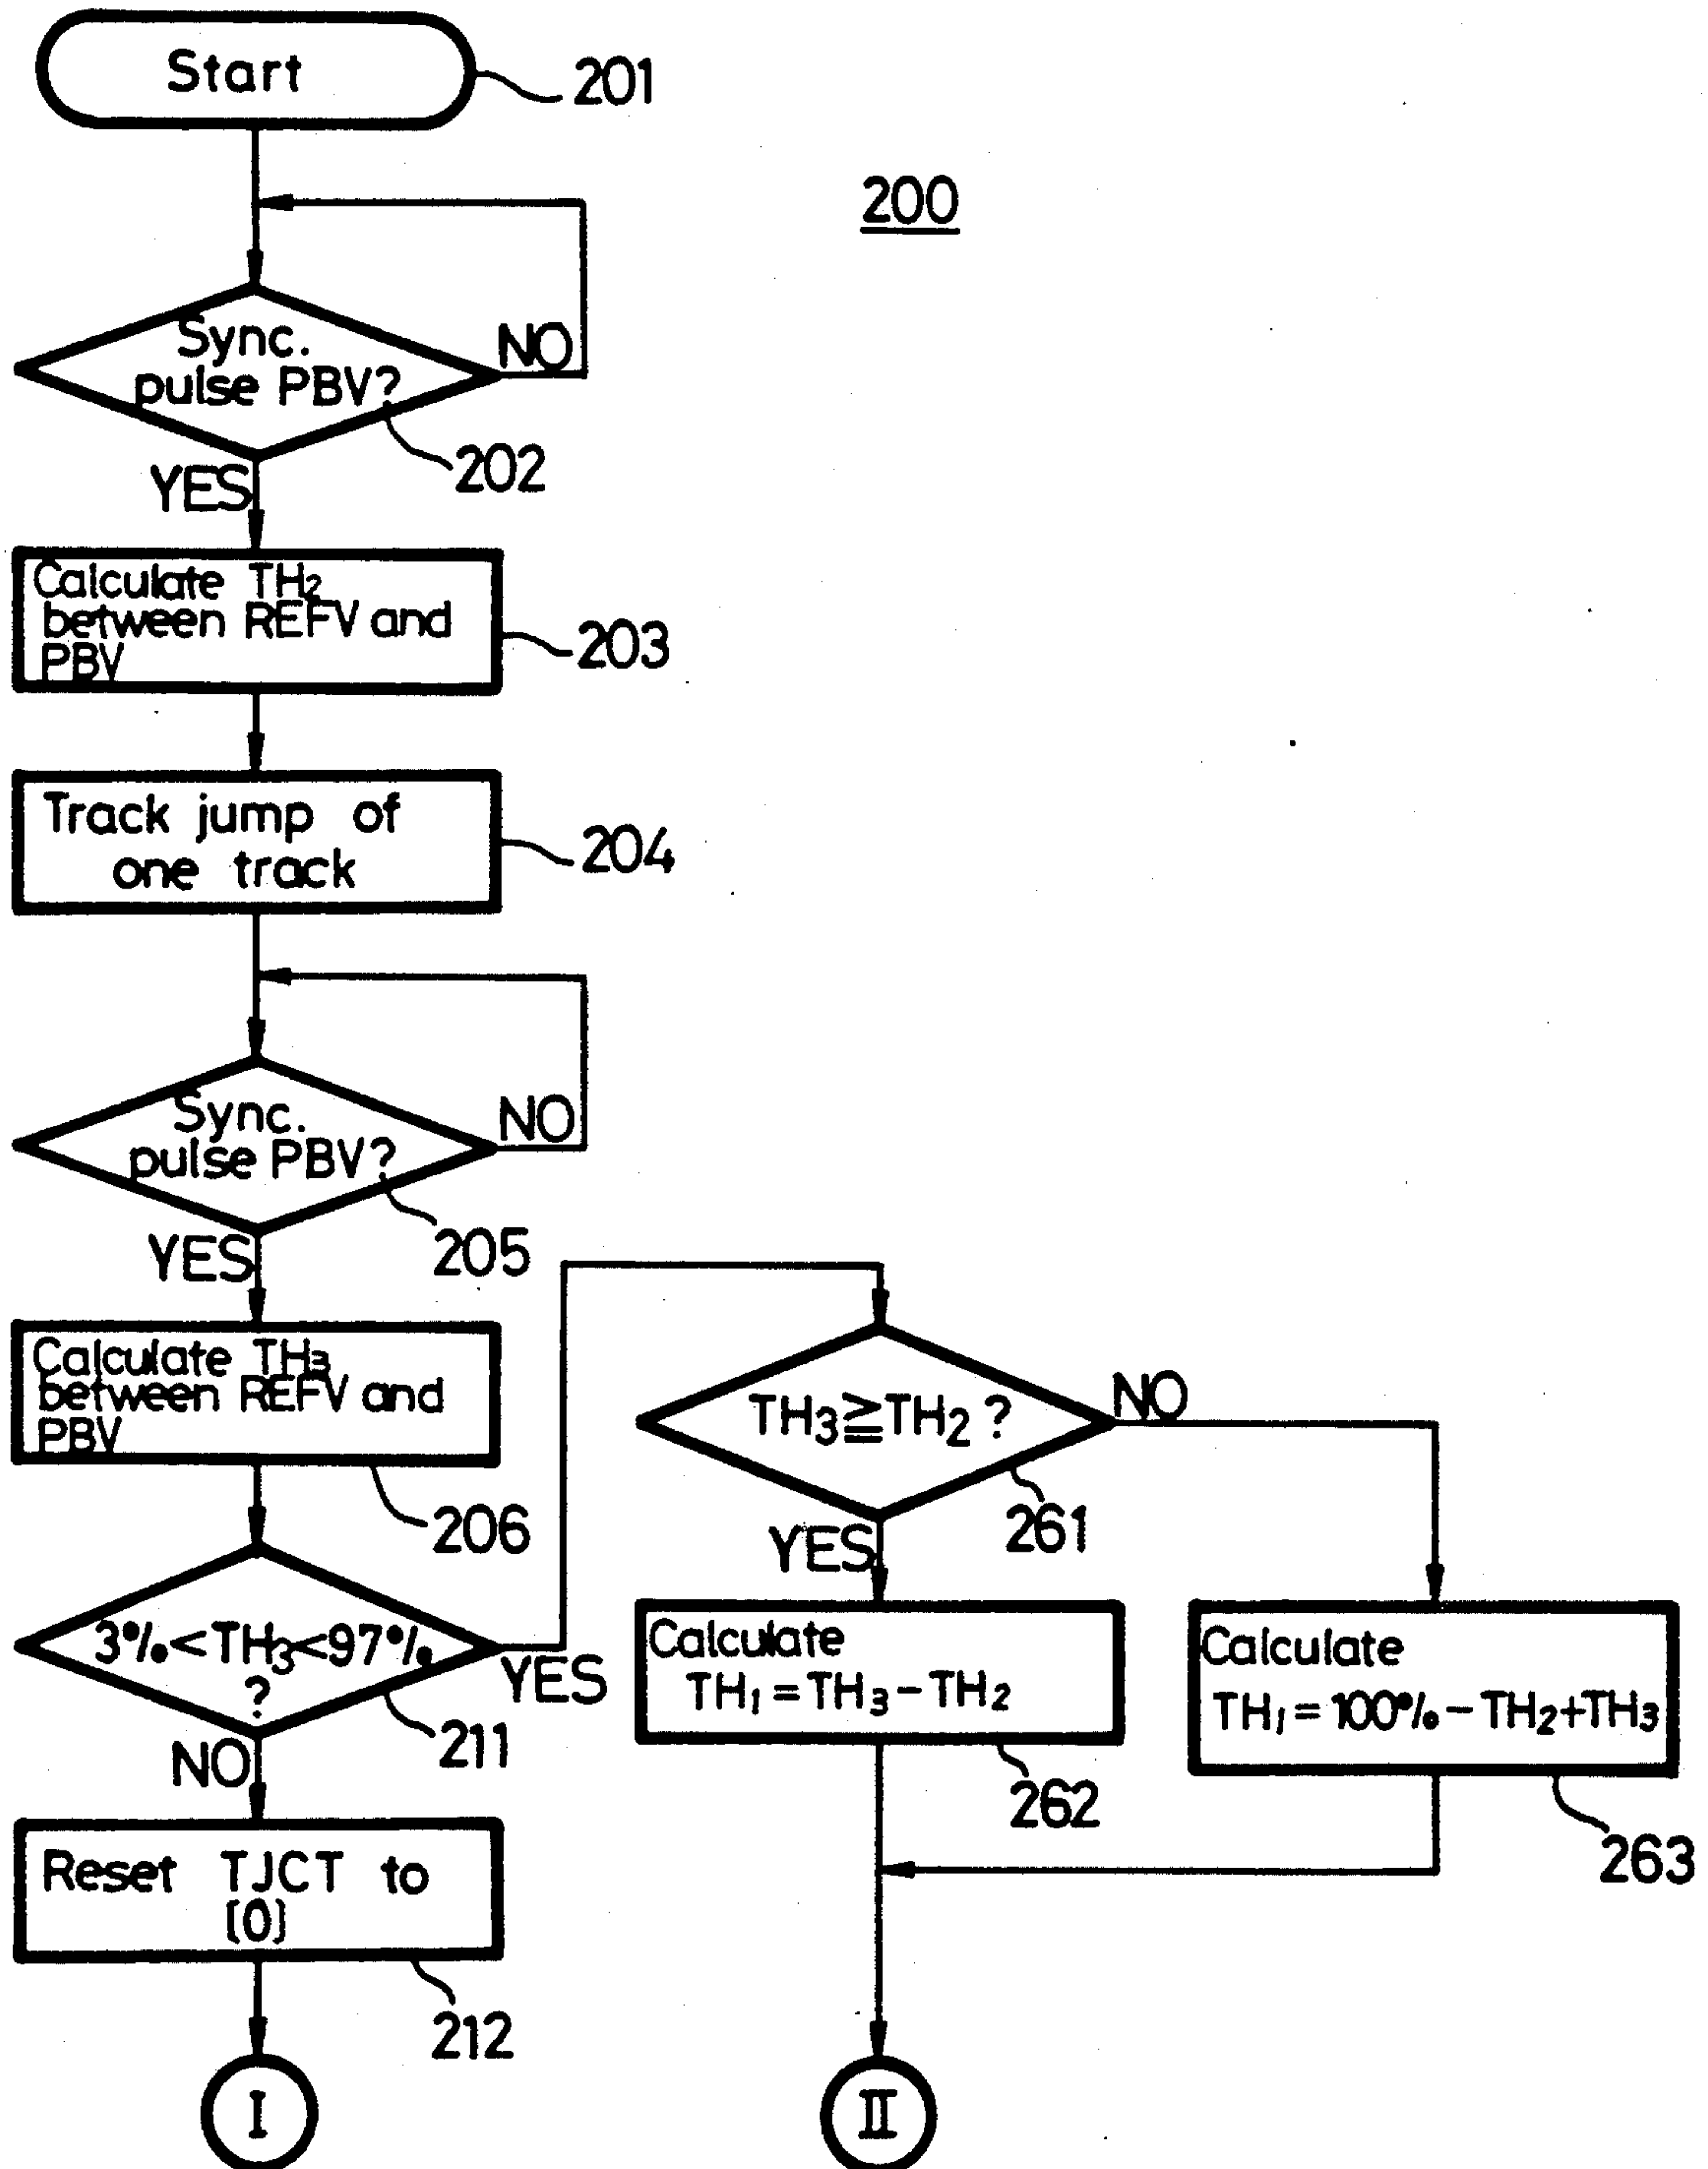 Start
201
200
Sync.
pulse PBV?
NO
202
YES
Calculate TH₂
between REFV and
PBV
203
Track jump of
one track
204
Sync.
pulse PBV?
NO
205
YES
Calculate TH₃
between REFV and
PBV
206
3%<TH₃<97%
?
YES
211
NO
Reset TJCT to
[0]
212
I
TH₃≧TH₂ ?
NO
261
YES
Calculate
TH₁=TH₃-TH₂
262
Calculate
TH₁=100%-TH₂+TH₃
263
II